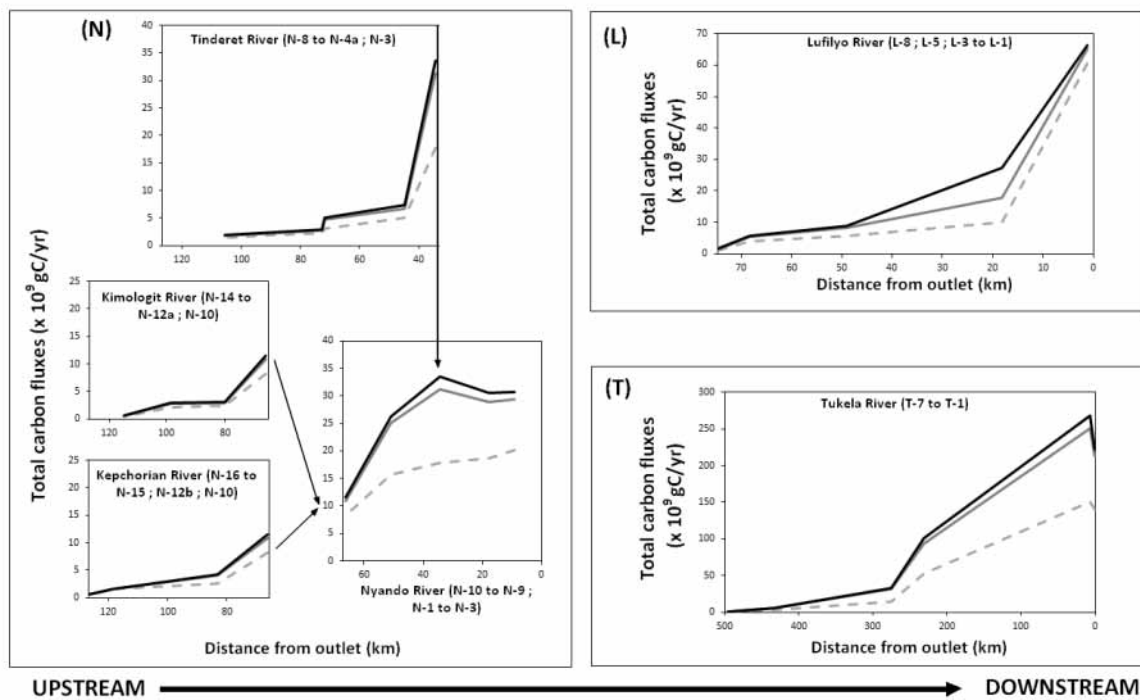 (N)
Tinderet River (N-8 to N-4a ; N-3)
40
35
30
25
20
15
10
5
0
120 100 80 60 40
Total carbon fluxes (x 10⁹ gC/yr)
Kimologit River (N-14 to
N-12a ; N-10)
25
20
15
10
5
0
120 100 80
Kepchorian River (N-16 to
N-15 ; N-12b ; N-10)
25
20
15
10
5
0
120 100 80
40
35
30
25
20
15
10
5
0
60 40 20 0
Nyando River (N-10 to N-9 ;
N-1 to N-3)
Distance from outlet (km)
(L)
Lufilyo River (L-8 ; L-5 ; L-3 to L-1)
Total carbon fluxes
(x 10⁹ gC/yr)
70
60
50
40
30
20
10
0
70 60 50 40 30 20 10 0
Distance from outlet (km)
(T)
Tukela River (T-7 to T-1)
Total carbon fluxes
(x 10⁹ gC/yr)
300
250
200
150
100
50
0
500 400 300 200 100 0
Distance from outlet (km)
UPSTREAM DOWNSTREAM